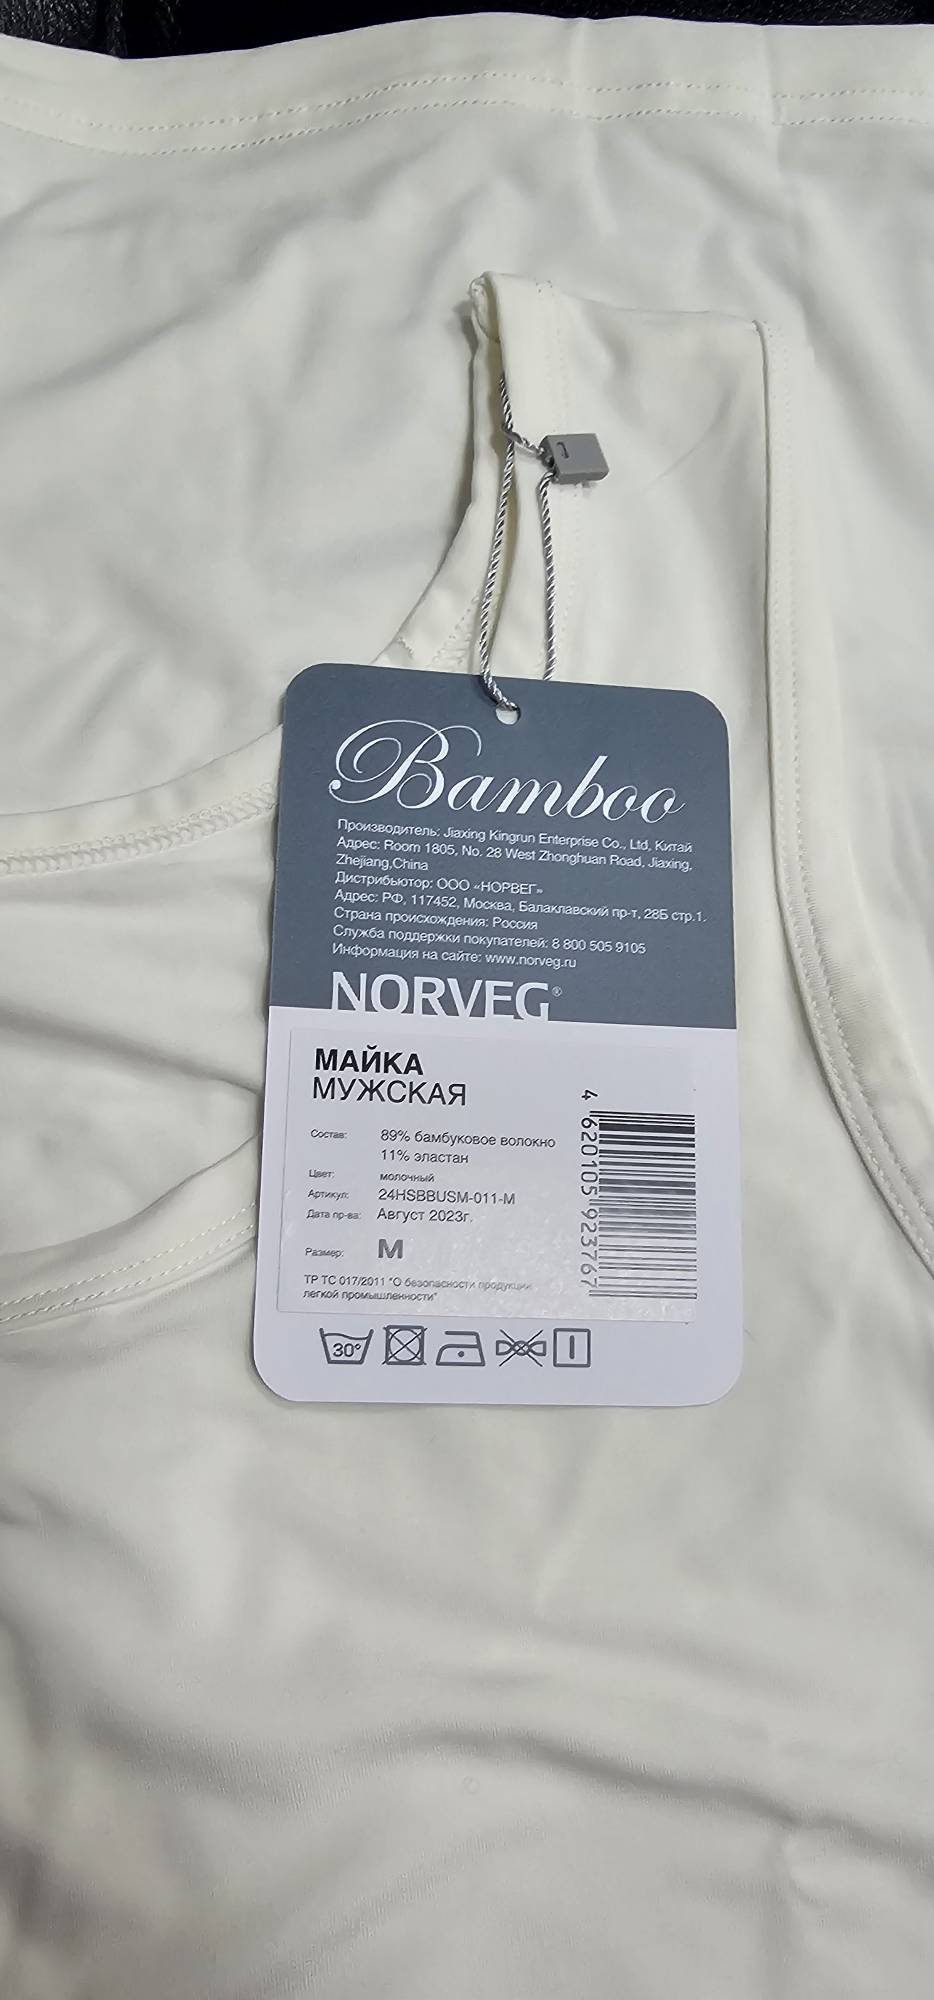 Bamboo
Производитель: Jiaxing Kingrun Enterprise Co., Ltd, Китай
Адрес: Room 1805, No. 28 West Zhonghuan Road, Jiaxing,
Zhejiang,China
Дистрибьютор: ООО «НОРВЕГ»
Адрес: РФ, 117452, Москва, Балаклавский пр-т, 28Б стр.1.
Страна происхождения: Россия
Служба поддержки покупателей: 8 800 505 9105
Информация на сайте: www.norveg.ru
NORVEG®
МАЙКА
МУЖСКАЯ
Состав: 89% бамбуковое волокно
11% эластан
Цвет: молочный
Артикул: 24HSBBUSM-011-M
Дата пр-ва: Август 2023г.
Размер: M
ТР ТС 017/2011 "О безопасности продукции
легкой промышленности"
4 620105 923767
30°